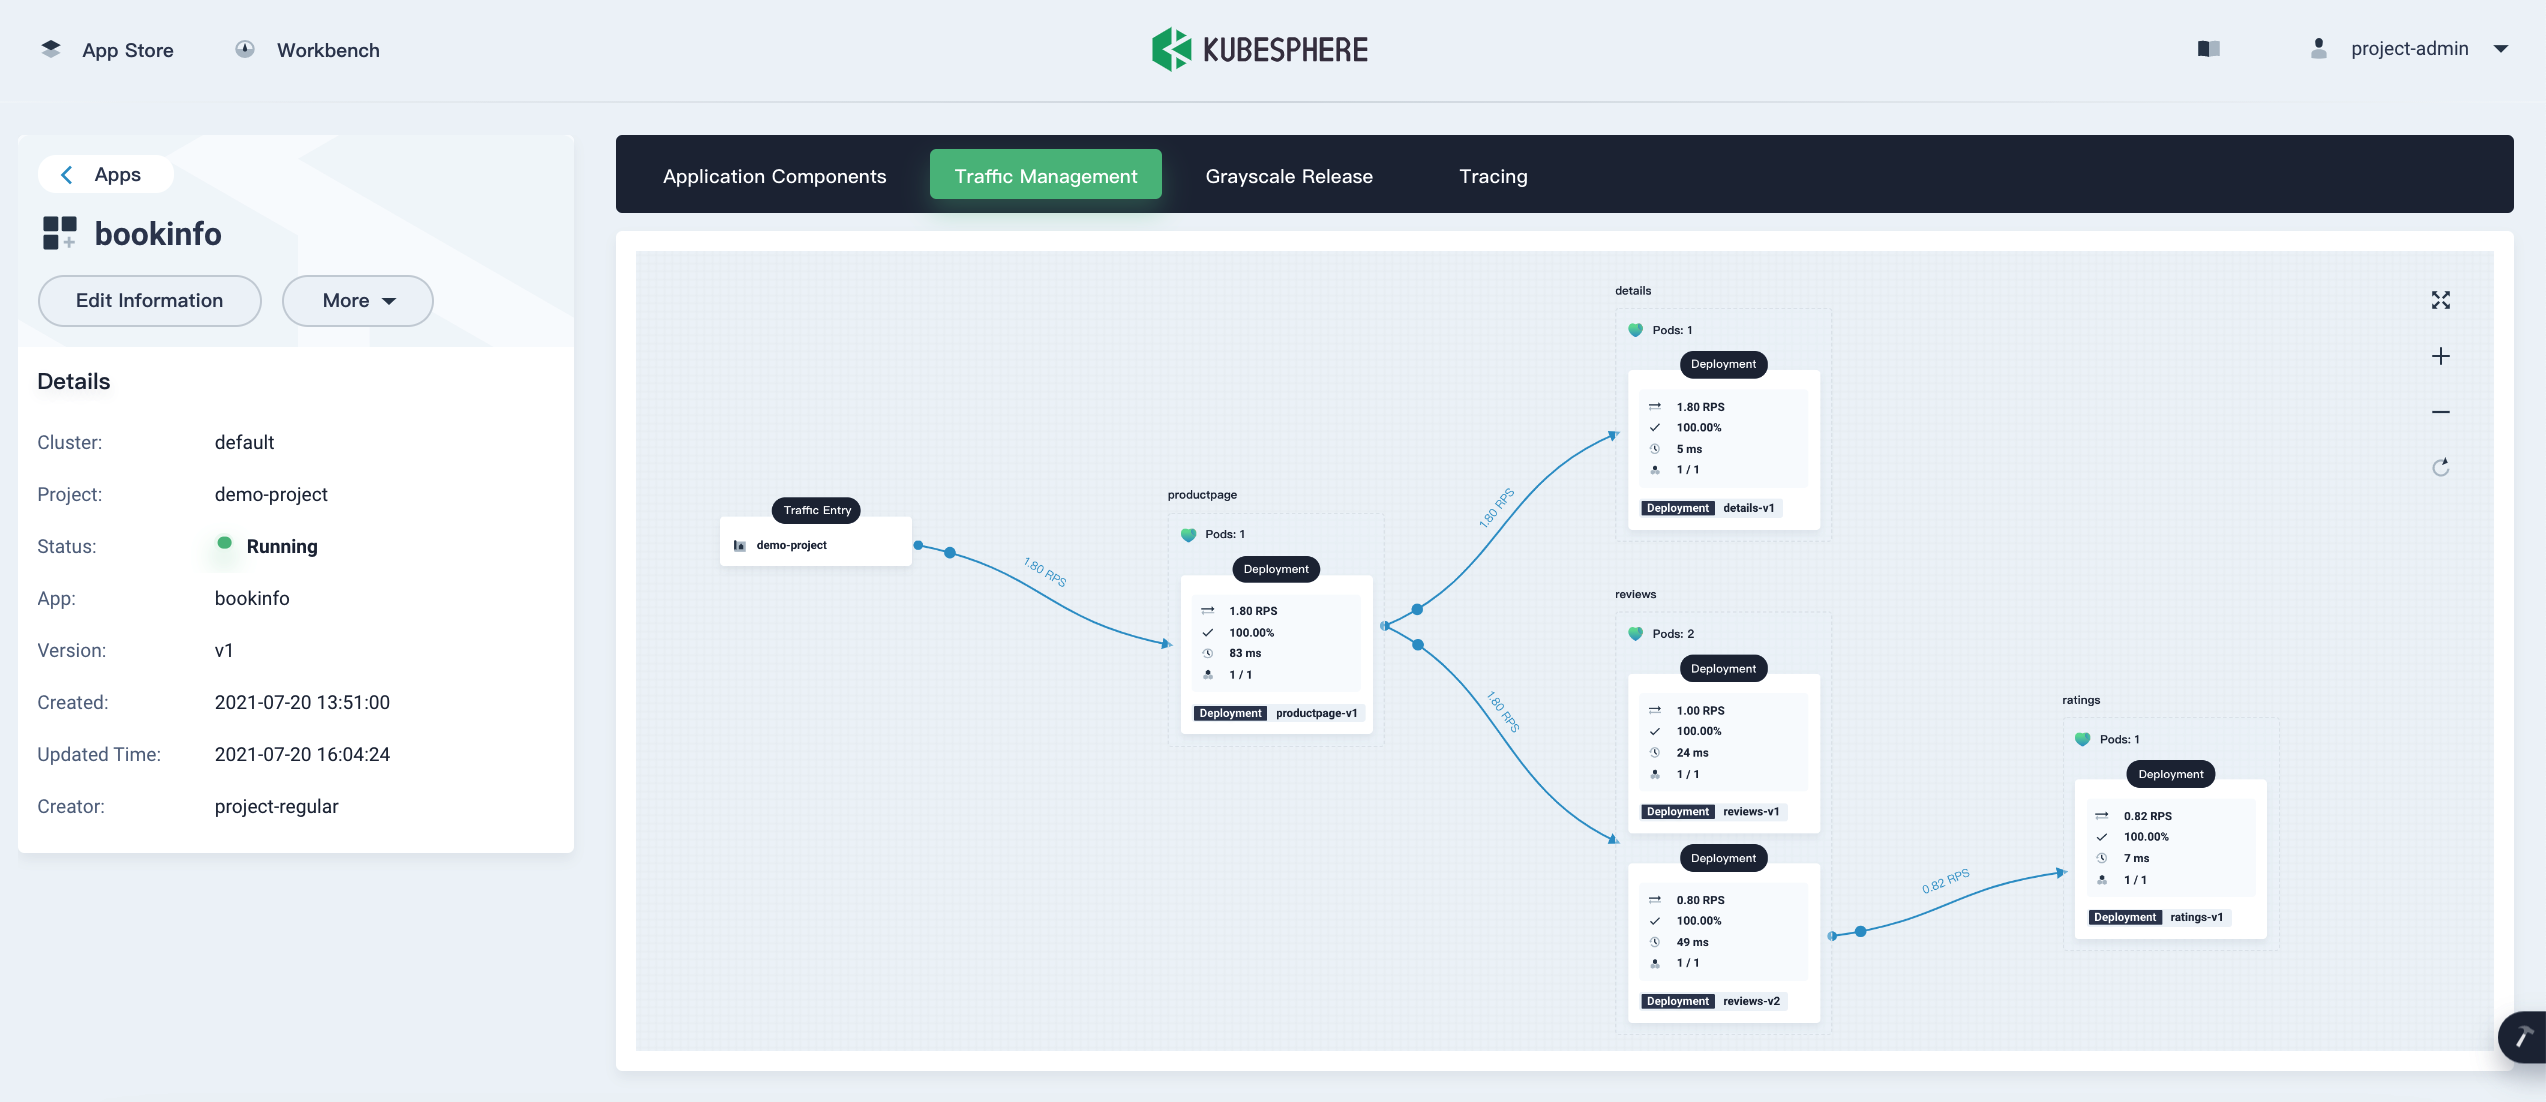 App Store
Workbench
KUBESPHERE
project-admin
Apps
bookinfo
Edit Information
More
Details
Cluster: default
Project: demo-project
Status: Running
App: bookinfo
Version: v1
Created: 2021-07-20 13:51:00
Updated Time: 2021-07-20 16:04:24
Creator: project-regular
Application Components
Traffic Management
Grayscale Release
Tracing
Traffic Entry
demo-project
1.80 RPS
productpage
Pods: 1
Deployment
1.80 RPS
100.00%
83 ms
1 / 1
Deployment productpage-v1
1.80 RPS
1.80 RPS
details
Pods: 1
Deployment
1.80 RPS
100.00%
5 ms
1 / 1
Deployment details-v1
reviews
Pods: 2
Deployment
1.00 RPS
100.00%
24 ms
1 / 1
Deployment reviews-v1
Deployment
0.80 RPS
100.00%
49 ms
1 / 1
Deployment reviews-v2
0.82 RPS
ratings
Pods: 1
Deployment
0.82 RPS
100.00%
7 ms
1 / 1
Deployment ratings-v1